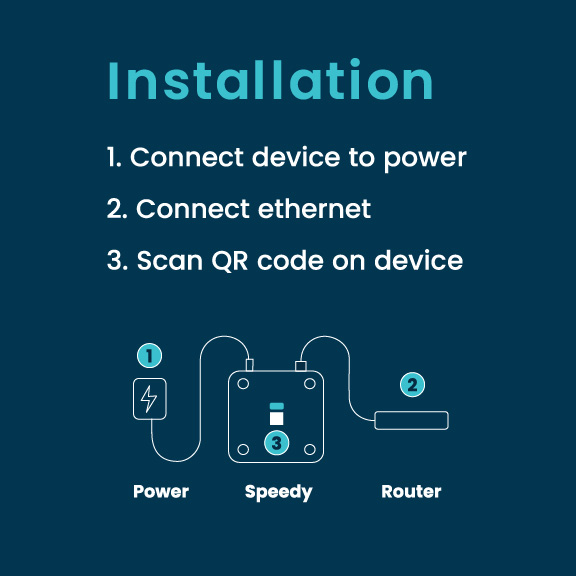 Installation
1. Connect device to power
2. Connect ethernet
3. Scan QR code on device
1
2
3
Power Speedy Router